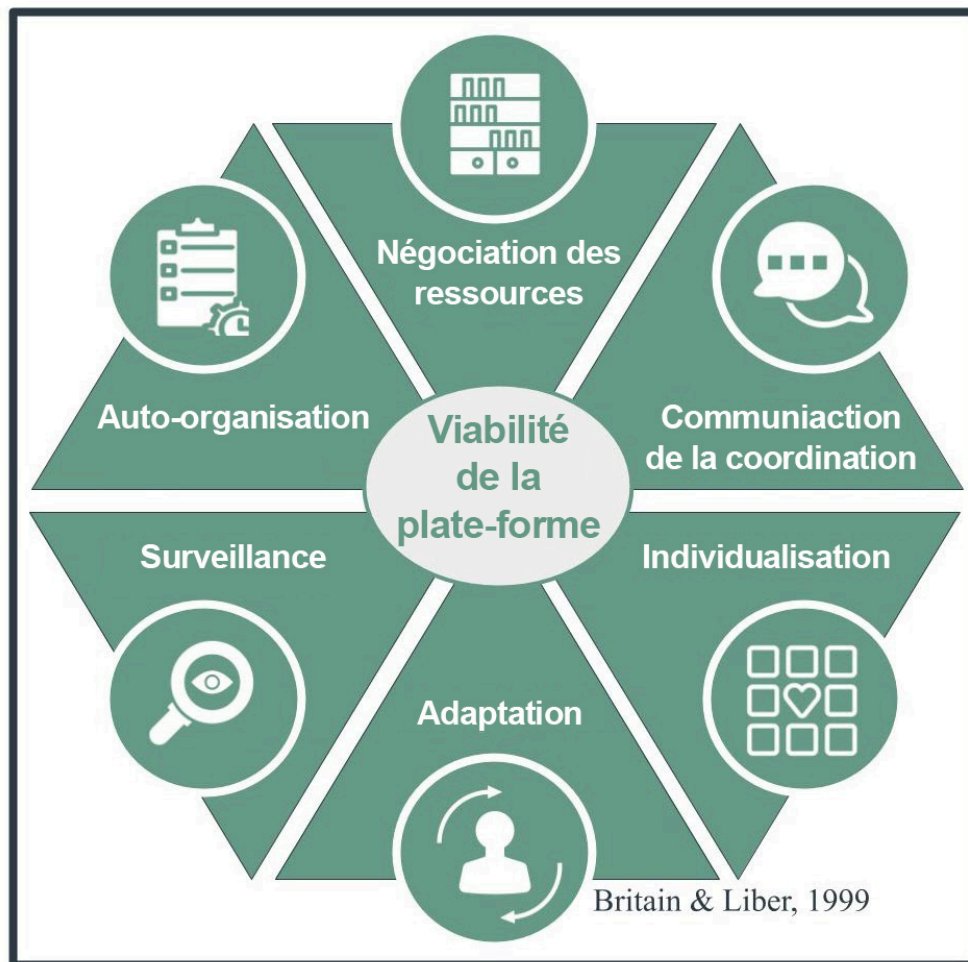 Négociation des
ressources
Auto-organisation
Communiaction
de la coordination
Viabilité
de la
plate-forme
Surveillance
Individualisation
Adaptation
Britain & Liber, 1999